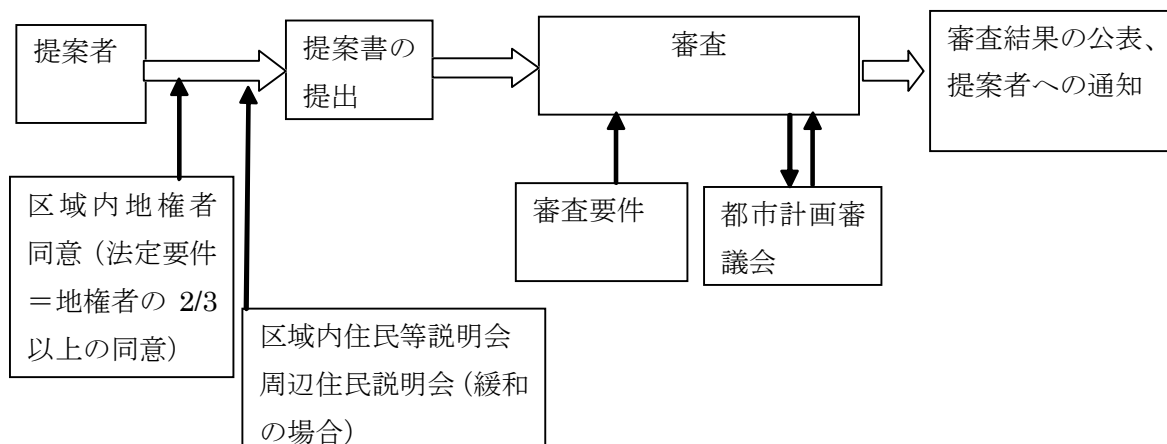 提案者
提案書の
提出
審査
審査結果の公表、
提案者への通知
区域内地権者
同意（法定要件
＝地権者の 2/3
以上の同意）
審査要件
都市計画審
議会
区域内住民等説明会
周辺住民説明会（緩和
の場合）